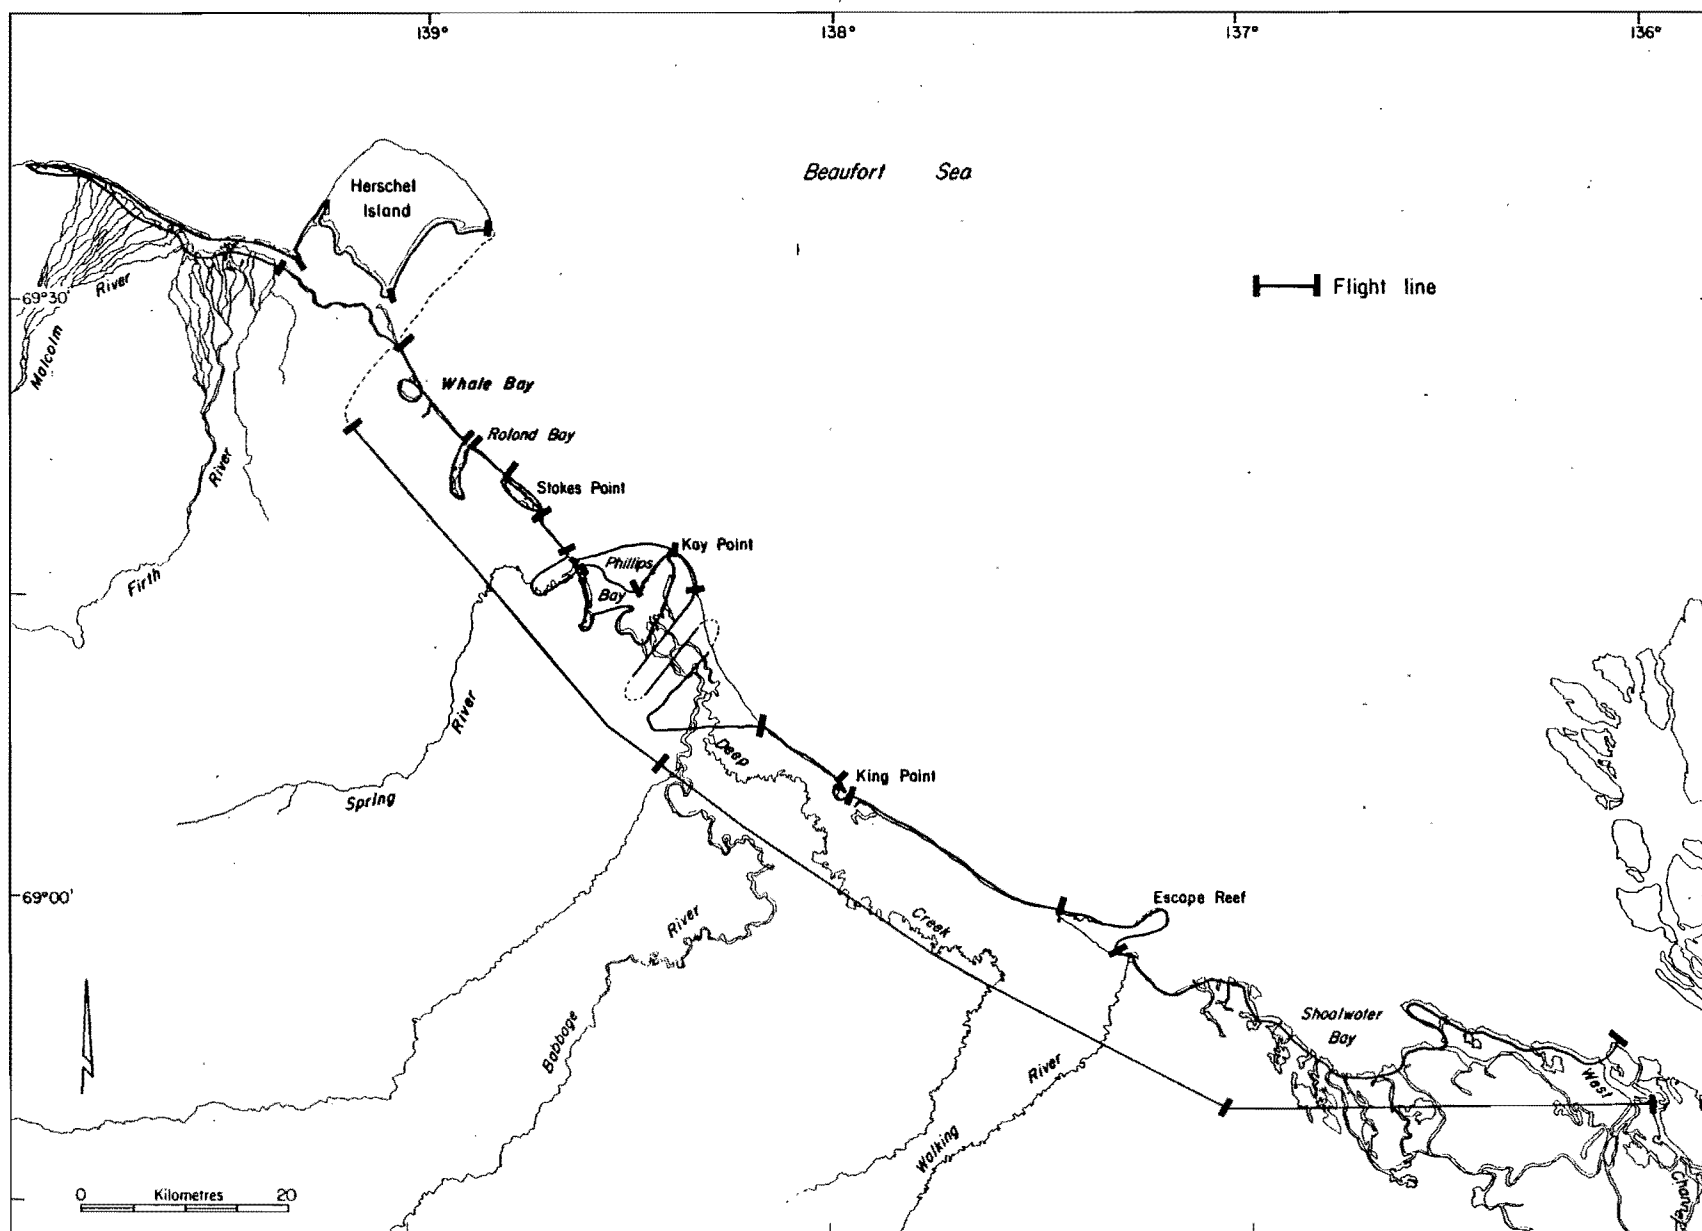 139°
138°
137°
136°
Beaufort Sea
Herschel
Island
Flight line
River
69°30'
Malcolm
Whale Bay
Roland Bay
River
Stokes Point
Kay Point
Phillips
Firth
Bay
River
Deep
King Point
Spring
69°00'
Escape Reef
River
Creek
Shoalwater
Bay
Babbage
River
West
Walking
Channel
0 Kilometres 20